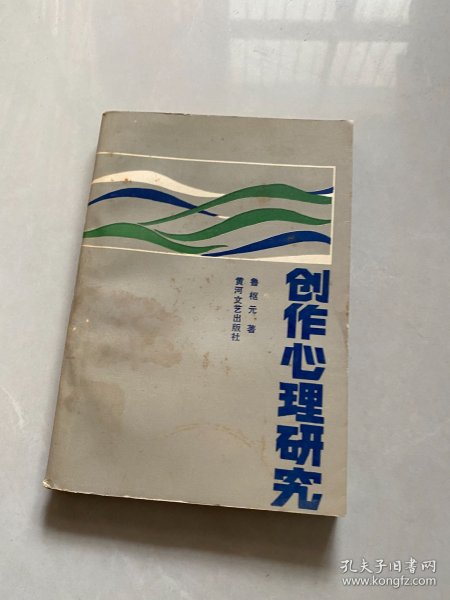 创作心理研究
鲁枢元 著
黄河文艺出版社
孔夫子旧书网
www.kongfz.com